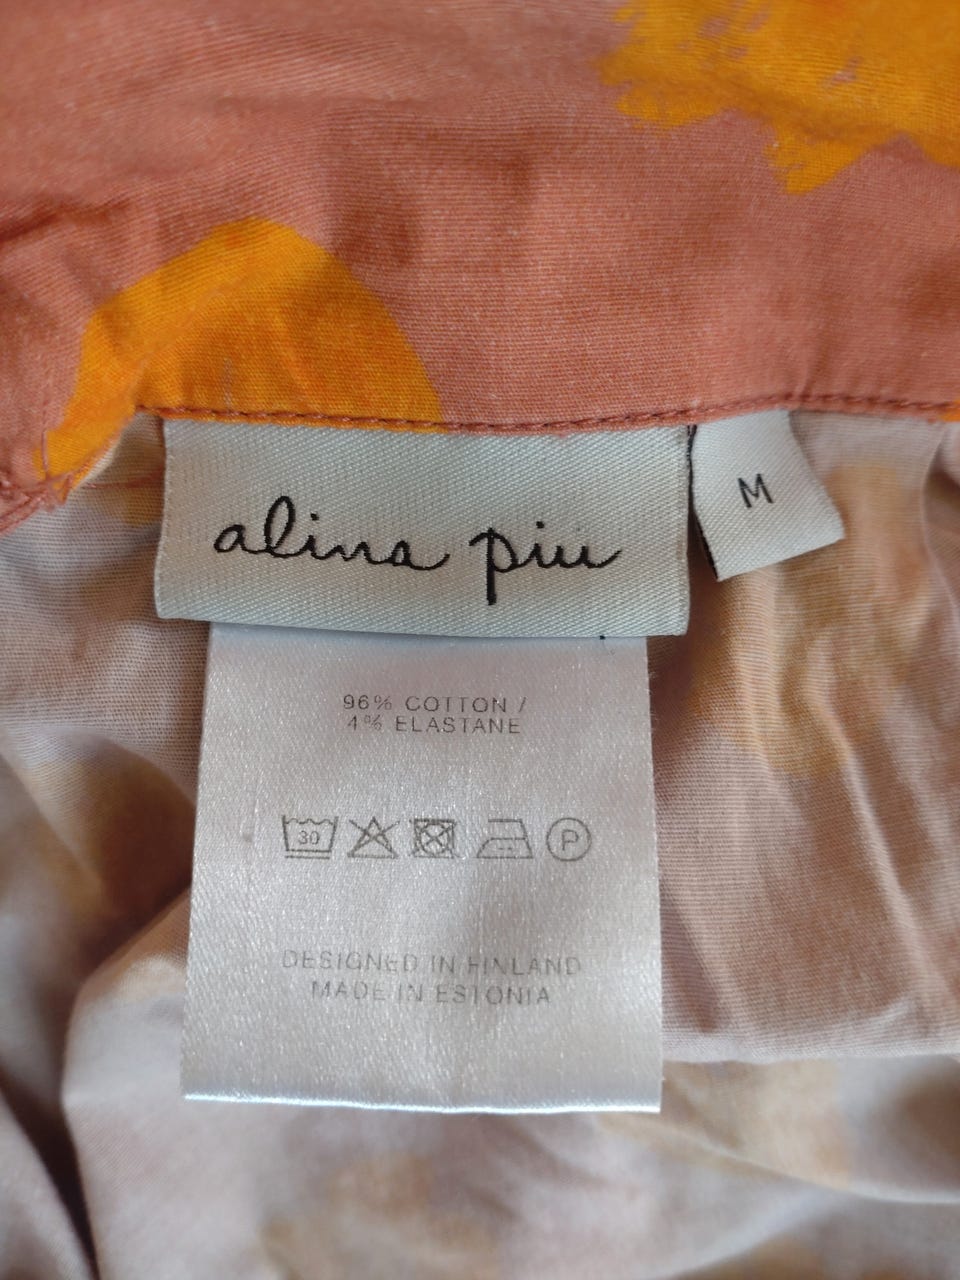 alina piu
M
96% COTTON /
4% ELASTANE
30
P
DESIGNED IN FINLAND
MADE IN ESTONIA